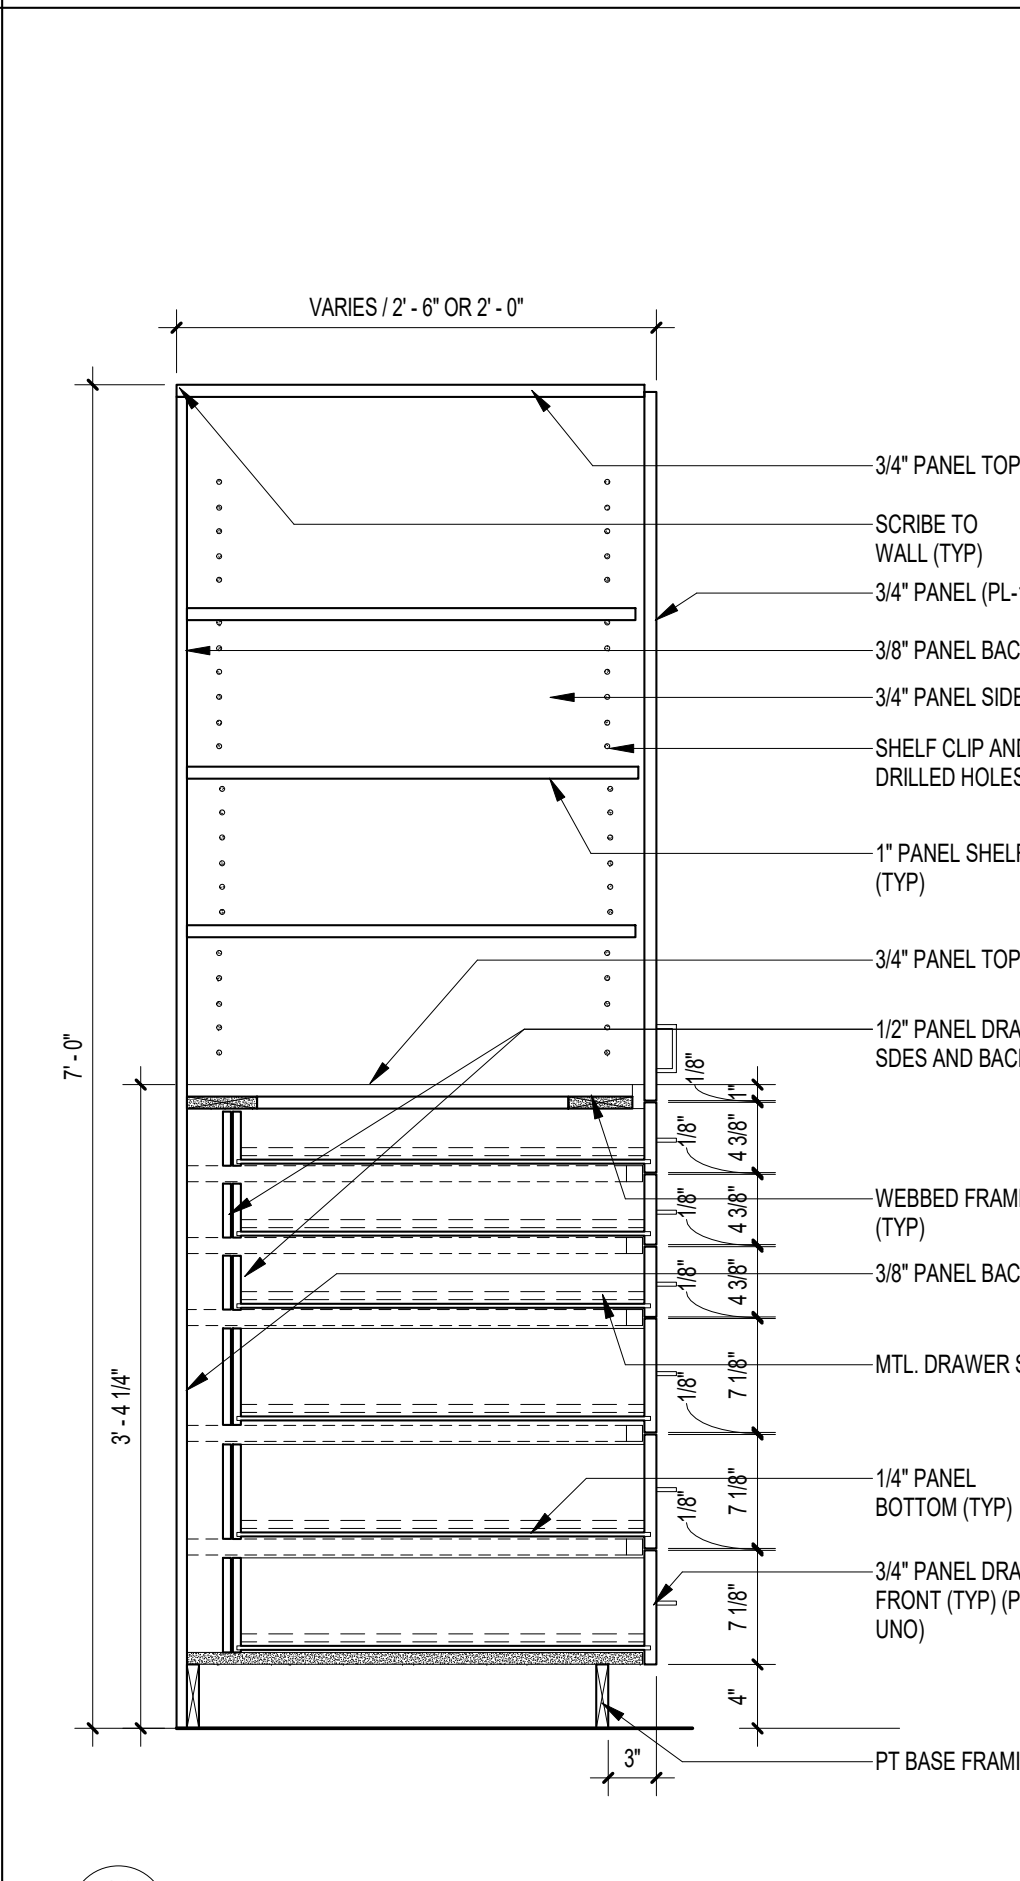 VARIES / 2' - 6" OR 2' - 0"
3/4" PANEL TOP
SCRIBE TO
WALL (TYP)
3/4" PANEL (PL-
3/8" PANEL BAC
3/4" PANEL SIDE
SHELF CLIP AND
DRILLED HOLES
1" PANEL SHELF
(TYP)
3/4" PANEL TOP
1/2" PANEL DRA
SDES AND BACK
7' - 0"
1/8"
1"
1/8"
4 3/8"
1/8"
4 3/8"
WEBBED FRAME
(TYP)
1/8"
4 3/8"
3/8" PANEL BAC
MTL. DRAWER S
1/8"
7 1/8"
3' - 4 1/4"
1/4" PANEL
BOTTOM (TYP)
1/8"
7 1/8"
3/4" PANEL DRA
FRONT (TYP) (P
UNO)
7 1/8"
4"
3"
PT BASE FRAMI